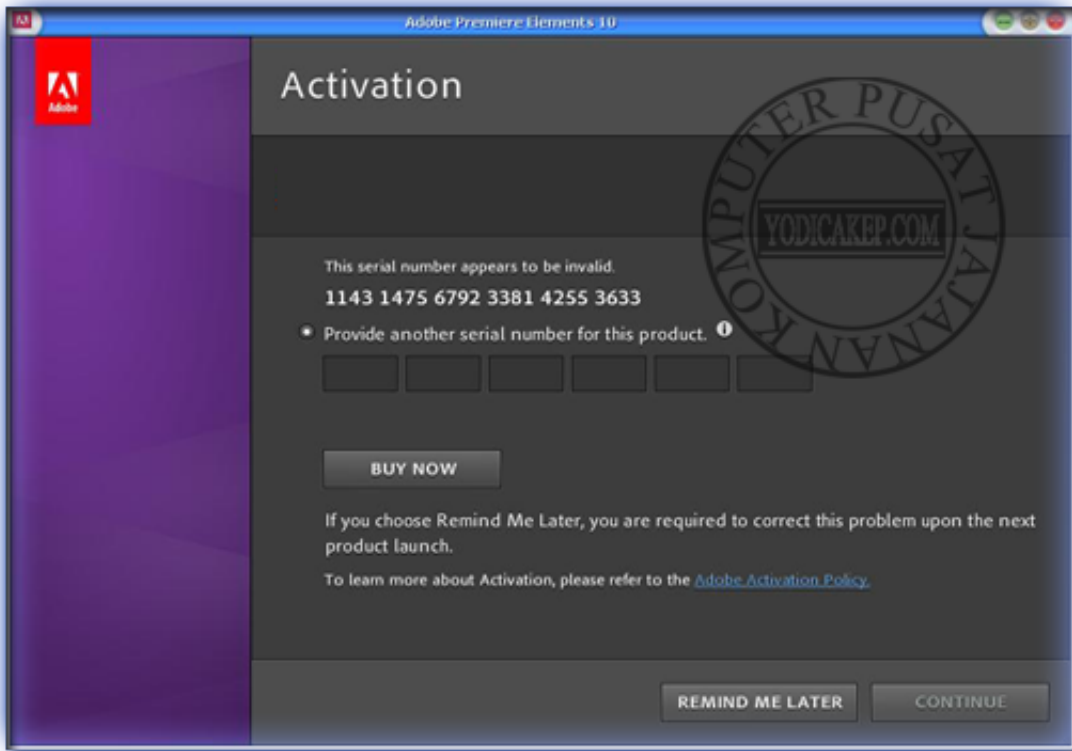 Adobe Premiere Elements 10
Adobe
Activation
KOMPUTER PUSAT JAJANAN
YODICAKEP.COM
This serial number appears to be invalid.
1143 1475 6792 3381 4255 3633
Provide another serial number for this product.
BUY NOW
If you choose Remind Me Later, you are required to correct this problem upon the next
product launch.
To learn more about Activation, please refer to the Adobe Activation Policy.
REMIND ME LATER
CONTINUE